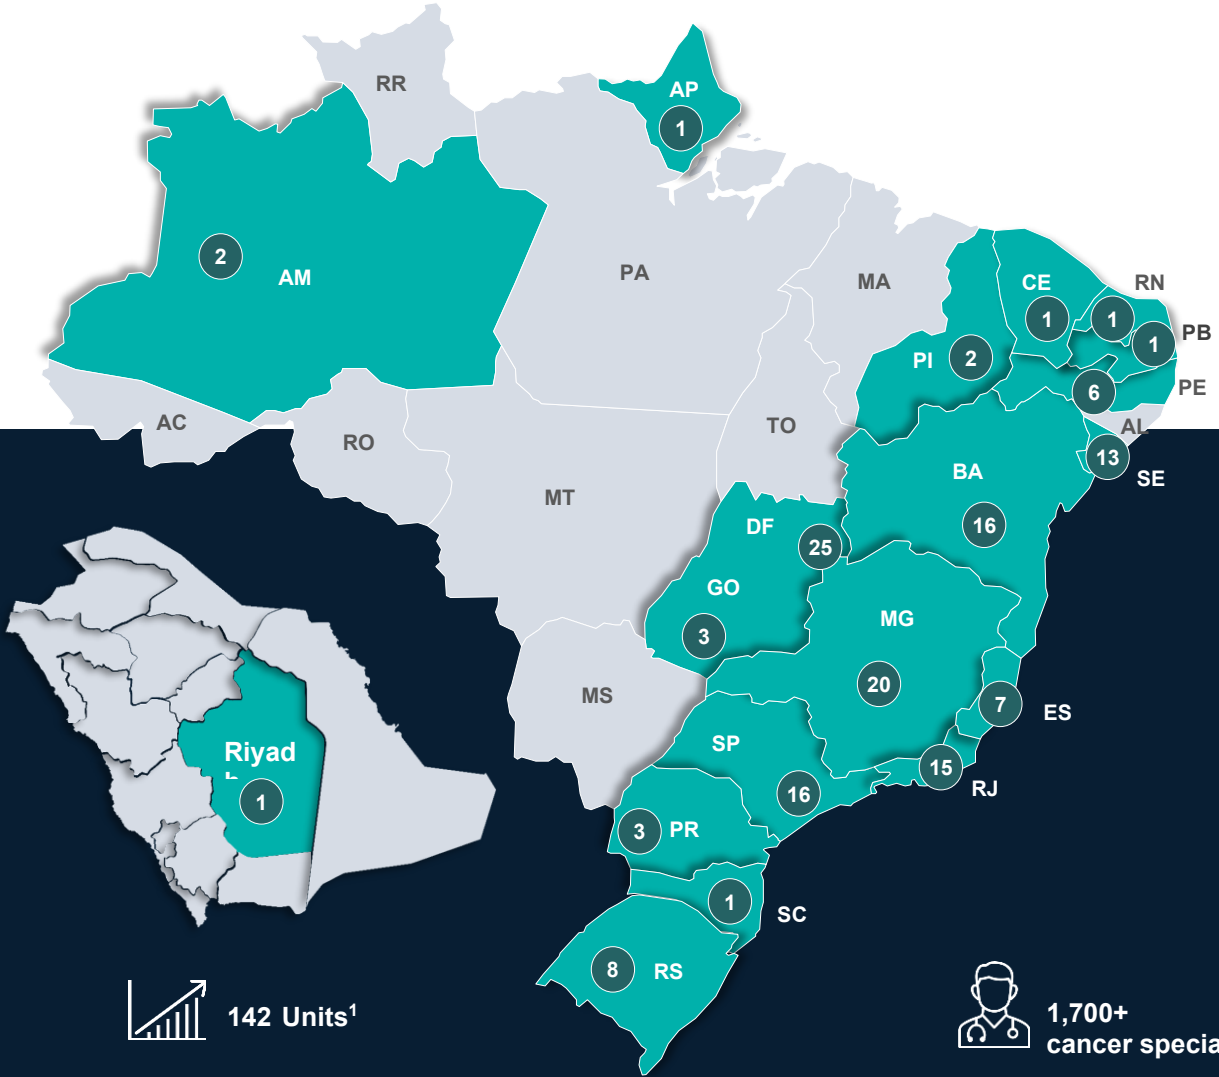 RR
AP
1
2
AM
PA
MA
CE
1
RN
1
PB
1
PI
2
PE
6
AC
RO
TO
AL
13
SE
BA
16
MT
DF
25
GO
3
MG
20
MS
7
ES
SP
16
15
RJ
Riyad
1
3
PR
1
SC
8
RS
142 Units¹
1,700+
cancer specia